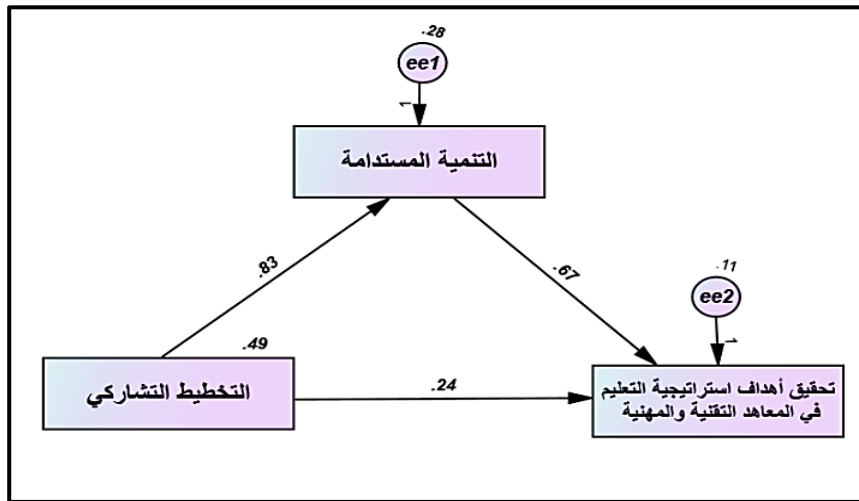 .28
ee1
1
التنمية المستدامة
.83
.67
.11
ee2
1
.49
التخطيط التشاركي
.24
تحقيق أهداف استراتيجية التعليم
في المعاهد التقنية والمهنية